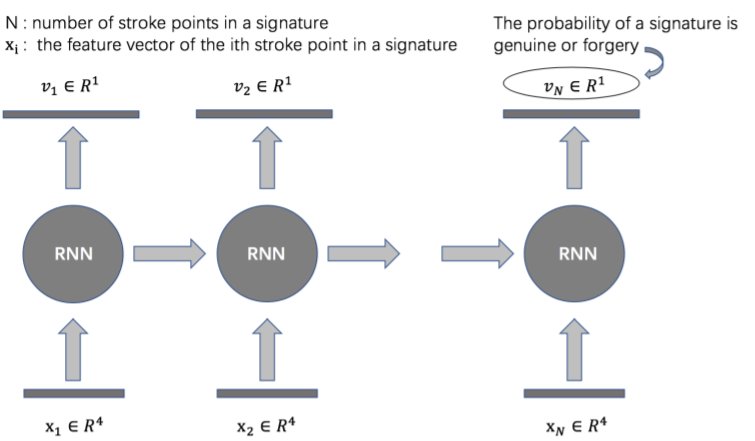 N : number of stroke points in a signature
xᵢ : the feature vector of the ith stroke point in a signature
The probability of a signature is
genuine or forgery
v₁ ∈ R¹
v₂ ∈ R¹
v_N ∈ R¹
RNN
RNN
RNN
x₁ ∈ R⁴
x₂ ∈ R⁴
x_N ∈ R⁴